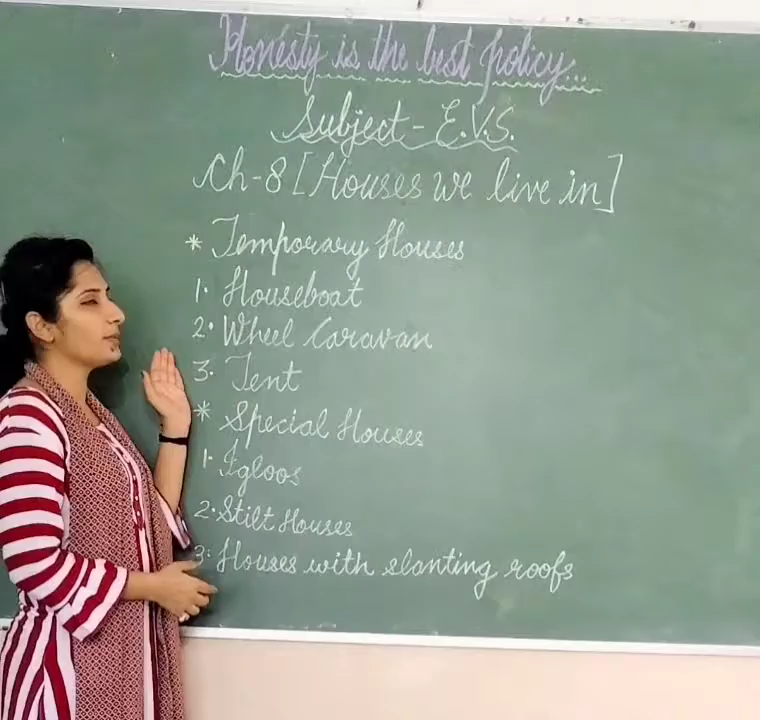 Honesty is the best policy...
Subject - E.V.S.
Ch-8 [Houses we live in]
* Temporary Houses
1. Houseboat
2. Wheel Caravan
3. Tent
* Special Houses
1. Igloos
2. Stilt Houses
3. Houses with slanting roofs